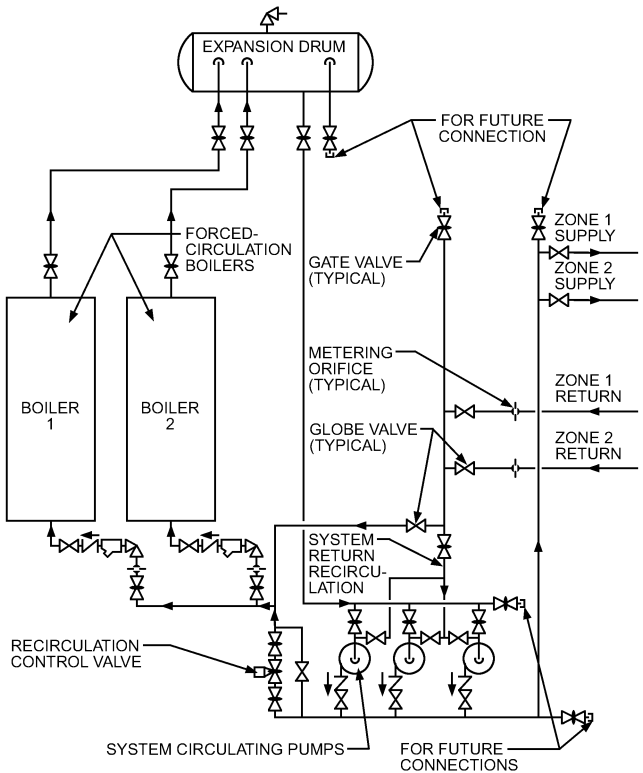 EXPANSION DRUM
FOR FUTURE
CONNECTION
ZONE 1
SUPPLY
FORCED-
CIRCULATION
BOILERS
GATE VALVE
(TYPICAL)
ZONE 2
SUPPLY
METERING
ORIFICE
(TYPICAL)
ZONE 1
RETURN
BOILER
1
BOILER
2
GLOBE VALVE
(TYPICAL)
ZONE 2
RETURN
SYSTEM
RETURN
RECIRCU-
LATION
RECIRCULATION
CONTROL VALVE
SYSTEM CIRCULATING PUMPS
FOR FUTURE
CONNECTIONS